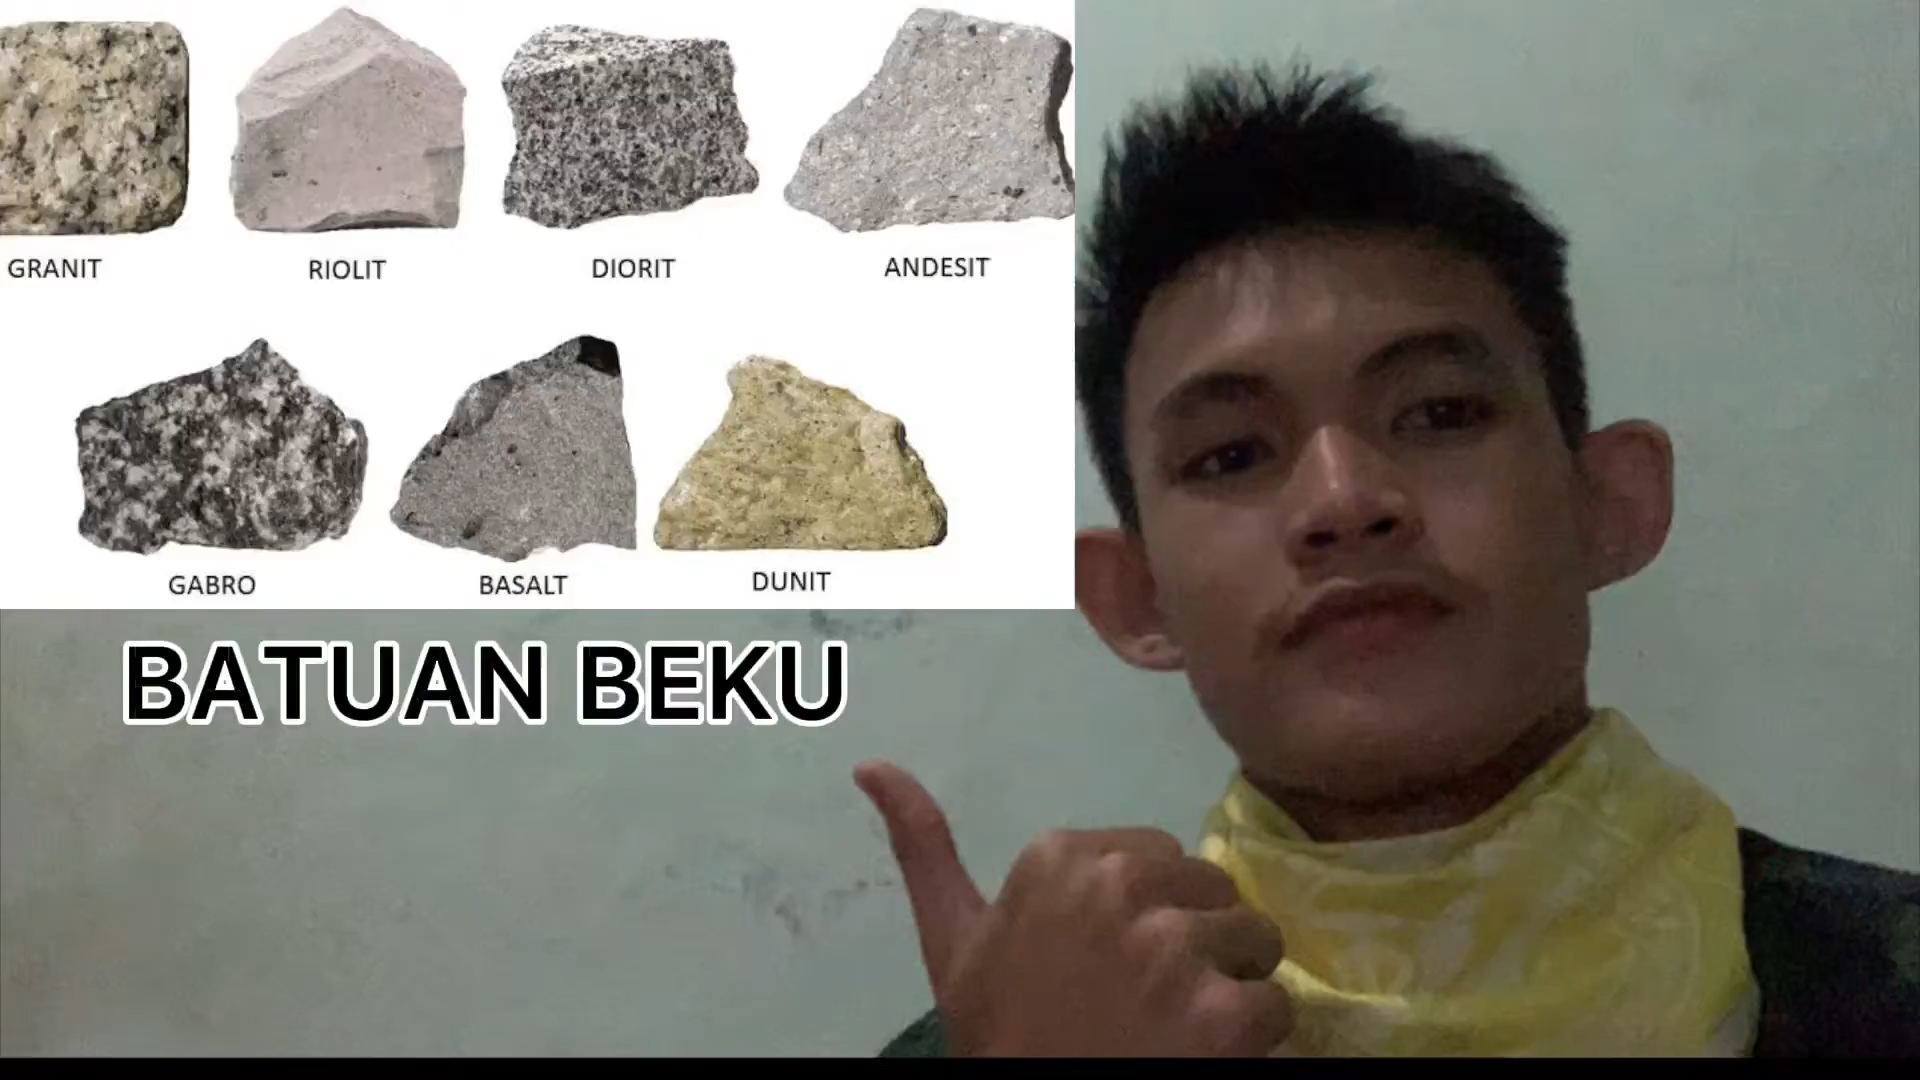 GRANIT
RIOLIT
DIORIT
ANDESIT
GABRO
BASALT
DUNIT
BATUAN BEKU